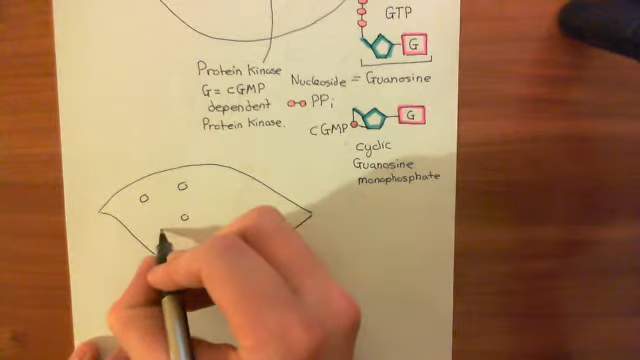 GTP
G
Protein Kinase
G = cGMP
dependent
Protein Kinase.
Nucleoside = Guanosine
PPi
cGMP
G
cyclic
Guanosine
monophosphate